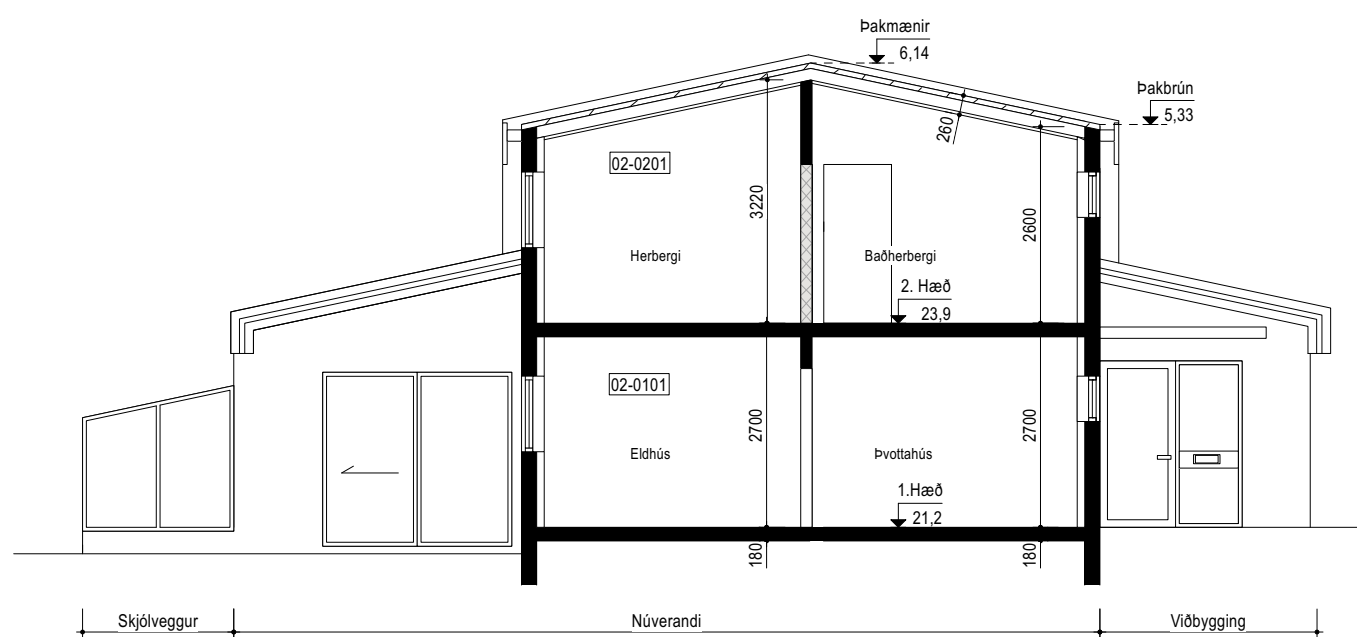 Þakmænir
6,14
Þakbrún
5,33
260
02-0201
3220
2600
Herbergi
Baðherbergi
2. Hæð
23,9
02-0101
2700
2700
Eldhús
Þvottahús
1.Hæð
21,2
180
180
Skjólveggur
Núverandi
Viðbygging